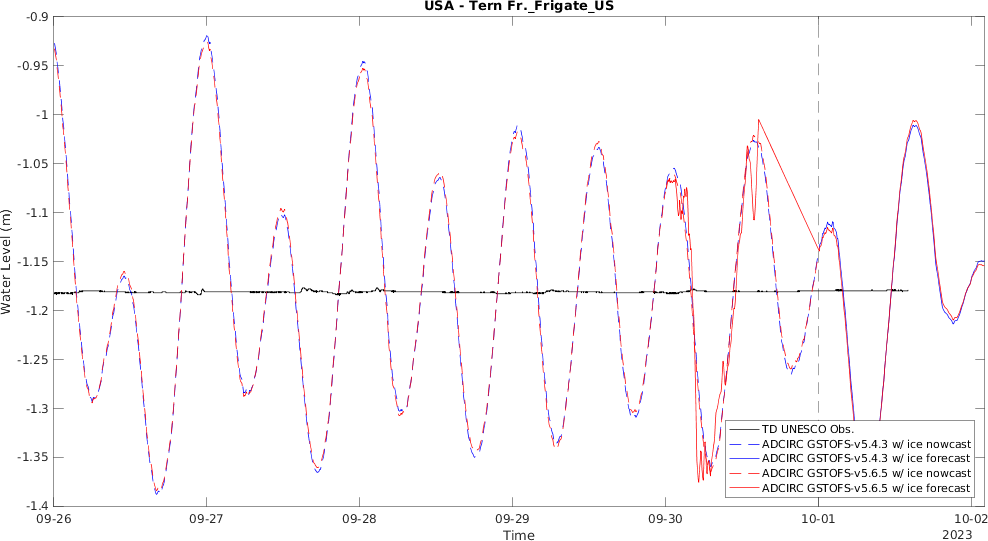 USA - Tern Fr._Frigate_US
-0.9
-0.95
-1
-1.05
-1.1
-1.15
-1.2
-1.25
-1.3
-1.35
-1.4
Water Level (m)
TD UNESCO Obs.
ADCIRC GSTOFS-v5.4.3 w/ ice nowcast
ADCIRC GSTOFS-v5.4.3 w/ ice forecast
ADCIRC GSTOFS-v5.6.5 w/ ice nowcast
ADCIRC GSTOFS-v5.6.5 w/ ice forecast
09-26 09-27 09-28 09-29 09-30 10-01 10-02
Time
2023